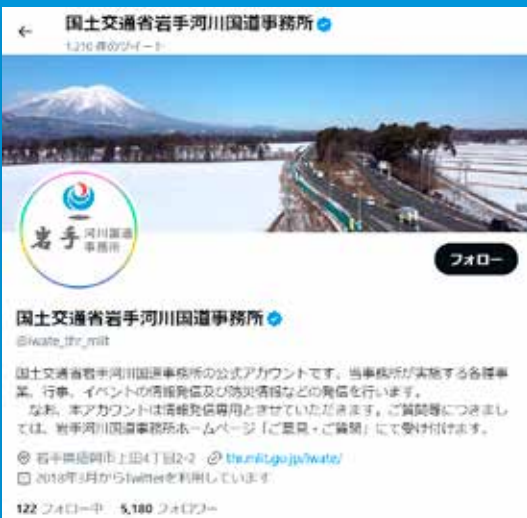 国土交通省岩手河川国道事務所
1,210 件のツイート
岩手 河川国道
事務所
フォロー
国土交通省岩手河川国道事務所
@iwate_thr_mlit
国土交通省岩手河川国道事務所の公式アカウントです。当事務所が実施する各種事
業、行事、イベントの情報発信及び防災情報などの発信を行います。
なお、本アカウントは情報発信専用とさせていただきます。ご質問等につきまし
ては、岩手河川国道事務所ホームページ「ご意見・ご質問」にて受け付けます。
岩手県盛岡市上田4丁目2-2 thr.mlit.go.jp/iwate/
2018年3月からTwitterを利用しています
122 フォロー中 5,180 フォロワー